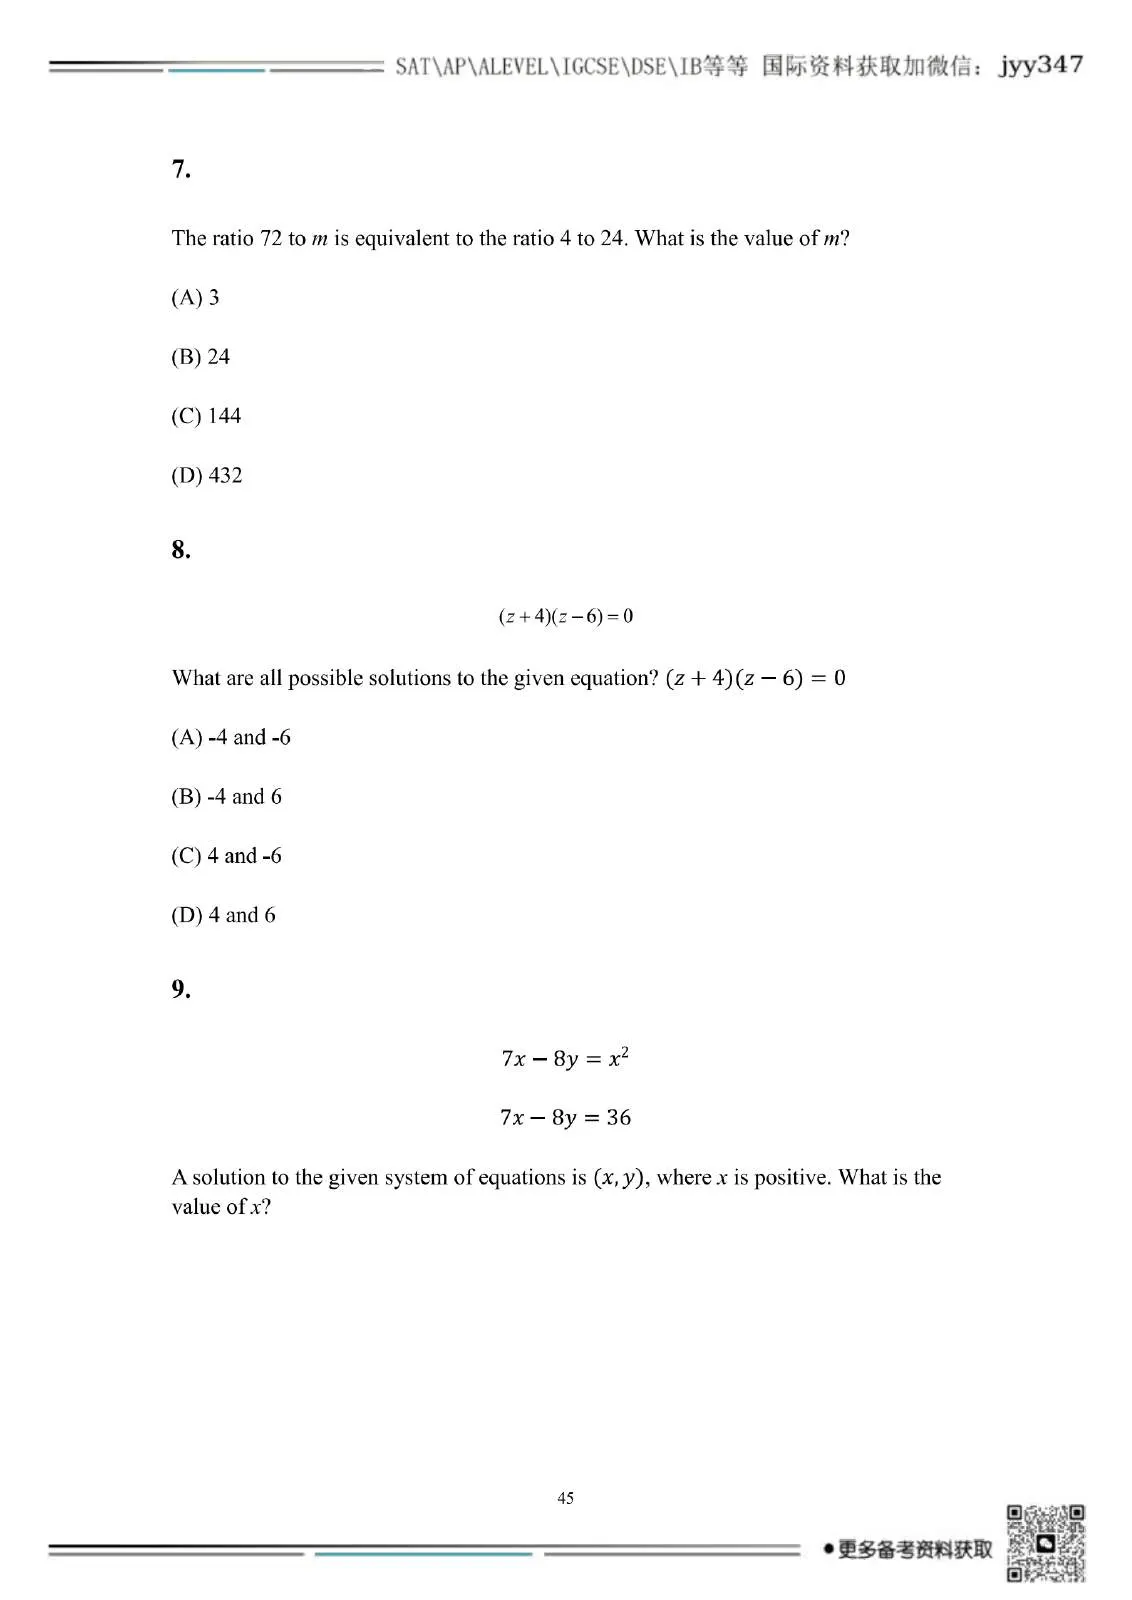 SAT\AP\ALEVEL\IGCSE\DSE\IB等等 国际资料获取加微信： jyy347
7.
The ratio 72 to m is equivalent to the ratio 4 to 24. What is the value of m?
(A) 3
(B) 24
(C) 144
(D) 432
8.
(z + 4)(z − 6) = 0
What are all possible solutions to the given equation? (z + 4)(z − 6) = 0
(A) -4 and -6
(B) -4 and 6
(C) 4 and -6
(D) 4 and 6
9.
7x − 8y = x²
7x − 8y = 36
A solution to the given system of equations is (x, y), where x is positive. What is the
value of x?
45
●更多备考资料获取